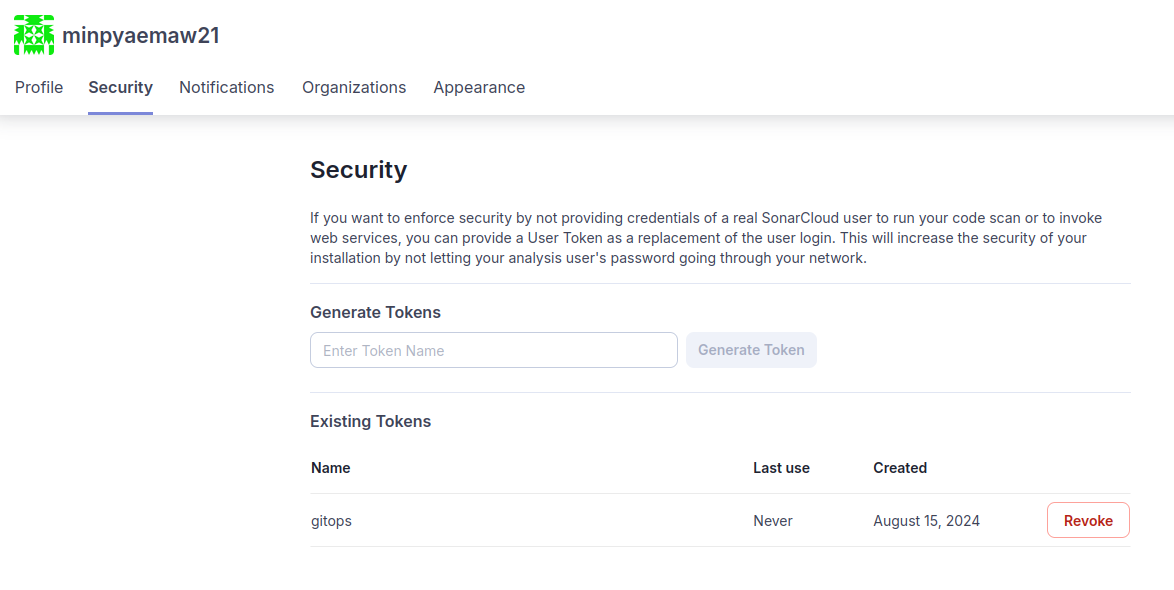 minpyaemaw21
Profile Security Notifications Organizations Appearance
Security
If you want to enforce security by not providing credentials of a real SonarCloud user to run your code scan or to invoke
web services, you can provide a User Token as a replacement of the user login. This will increase the security of your
installation by not letting your analysis user's password going through your network.
Generate Tokens
Enter Token Name Generate Token
Existing Tokens
Name Last use Created
gitops Never August 15, 2024 Revoke